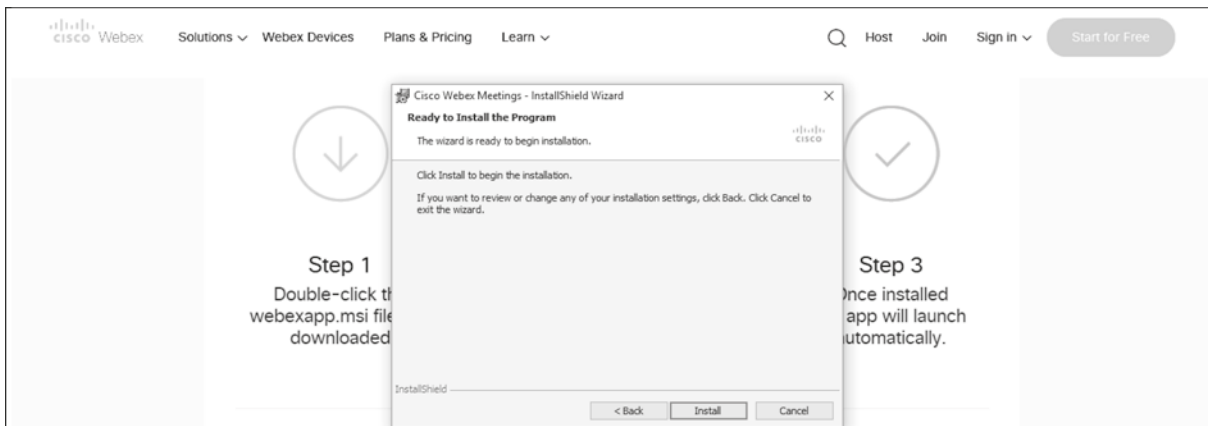 cisco Webex Solutions Webex Devices Plans & Pricing Learn Host Join Sign in Start for Free
Cisco Webex Meetings - InstallShield Wizard
Ready to Install the Program
The wizard is ready to begin installation.
cisco
Click Install to begin the installation.
If you want to review or change any of your installation settings, click Back. Click Cancel to
exit the wizard.
Step 1
Double-click
webexapp.msi
downloaded
Step 3
installed
app will launch
InstallShield
< Back Install Cancel